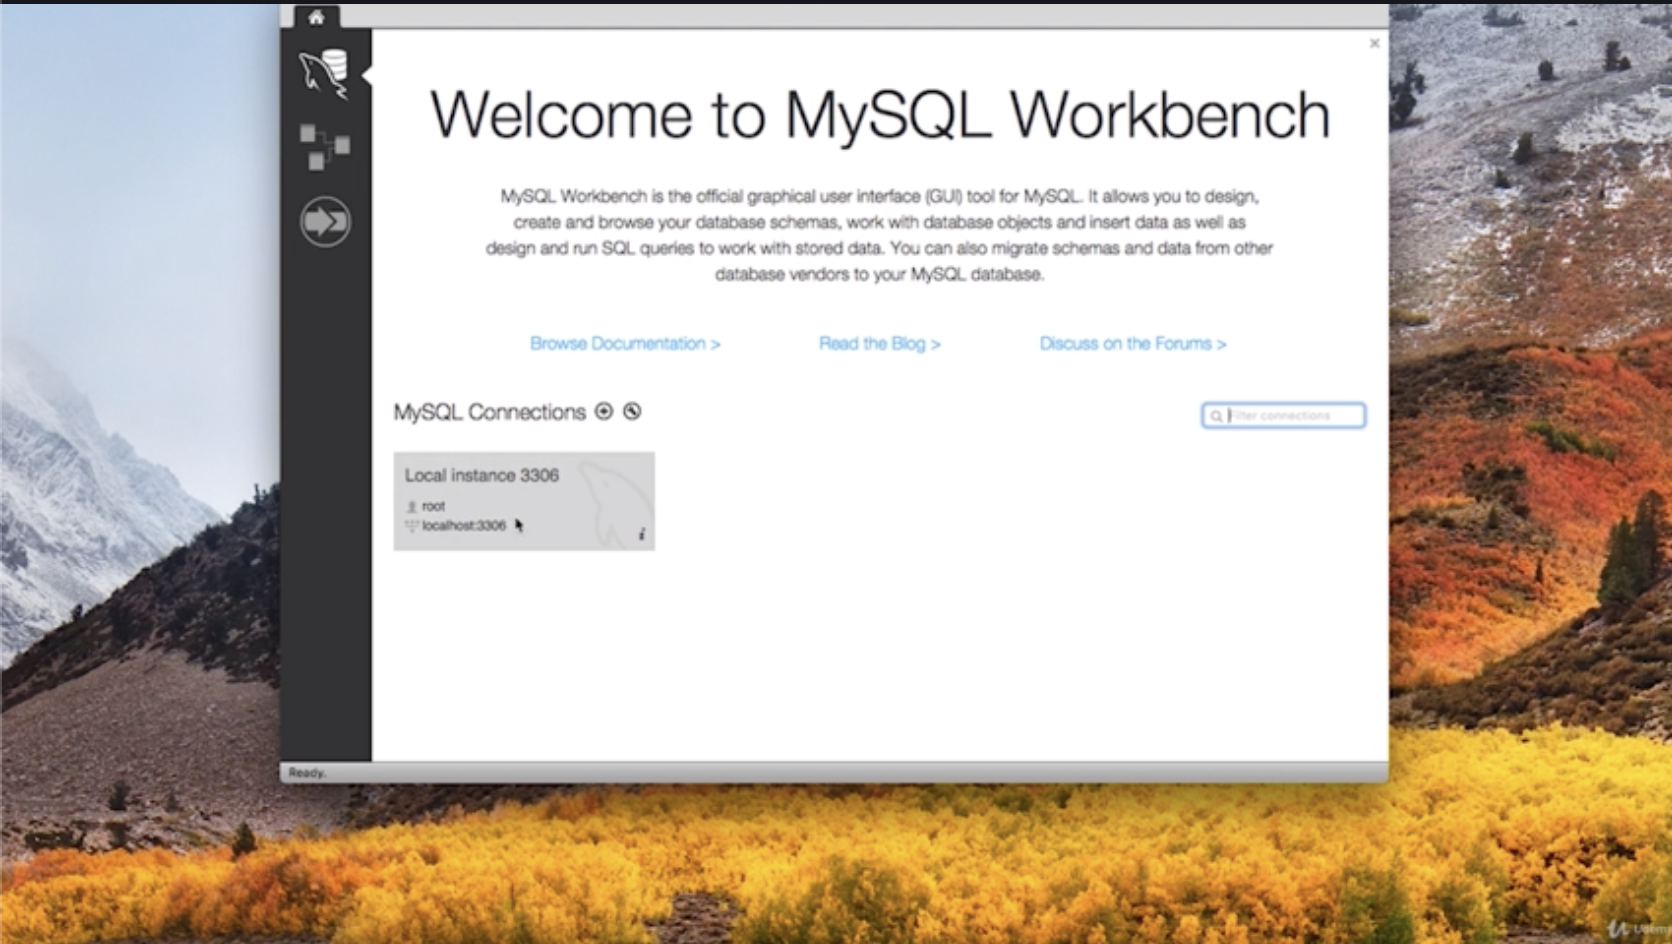 Welcome to MySQL Workbench
MySQL Workbench is the official graphical user interface (GUI) tool for MySQL. It allows you to design,
create and browse your database schemas, work with database objects and insert data as well as
design and run SQL queries to work with stored data. You can also migrate schemas and data from other
database vendors to your MySQL database.
Browse Documentation >
Read the Blog >
Discuss on the Forums >
MySQL Connections
Filter connections
Local instance 3306
root
localhost:3306
i
Ready.